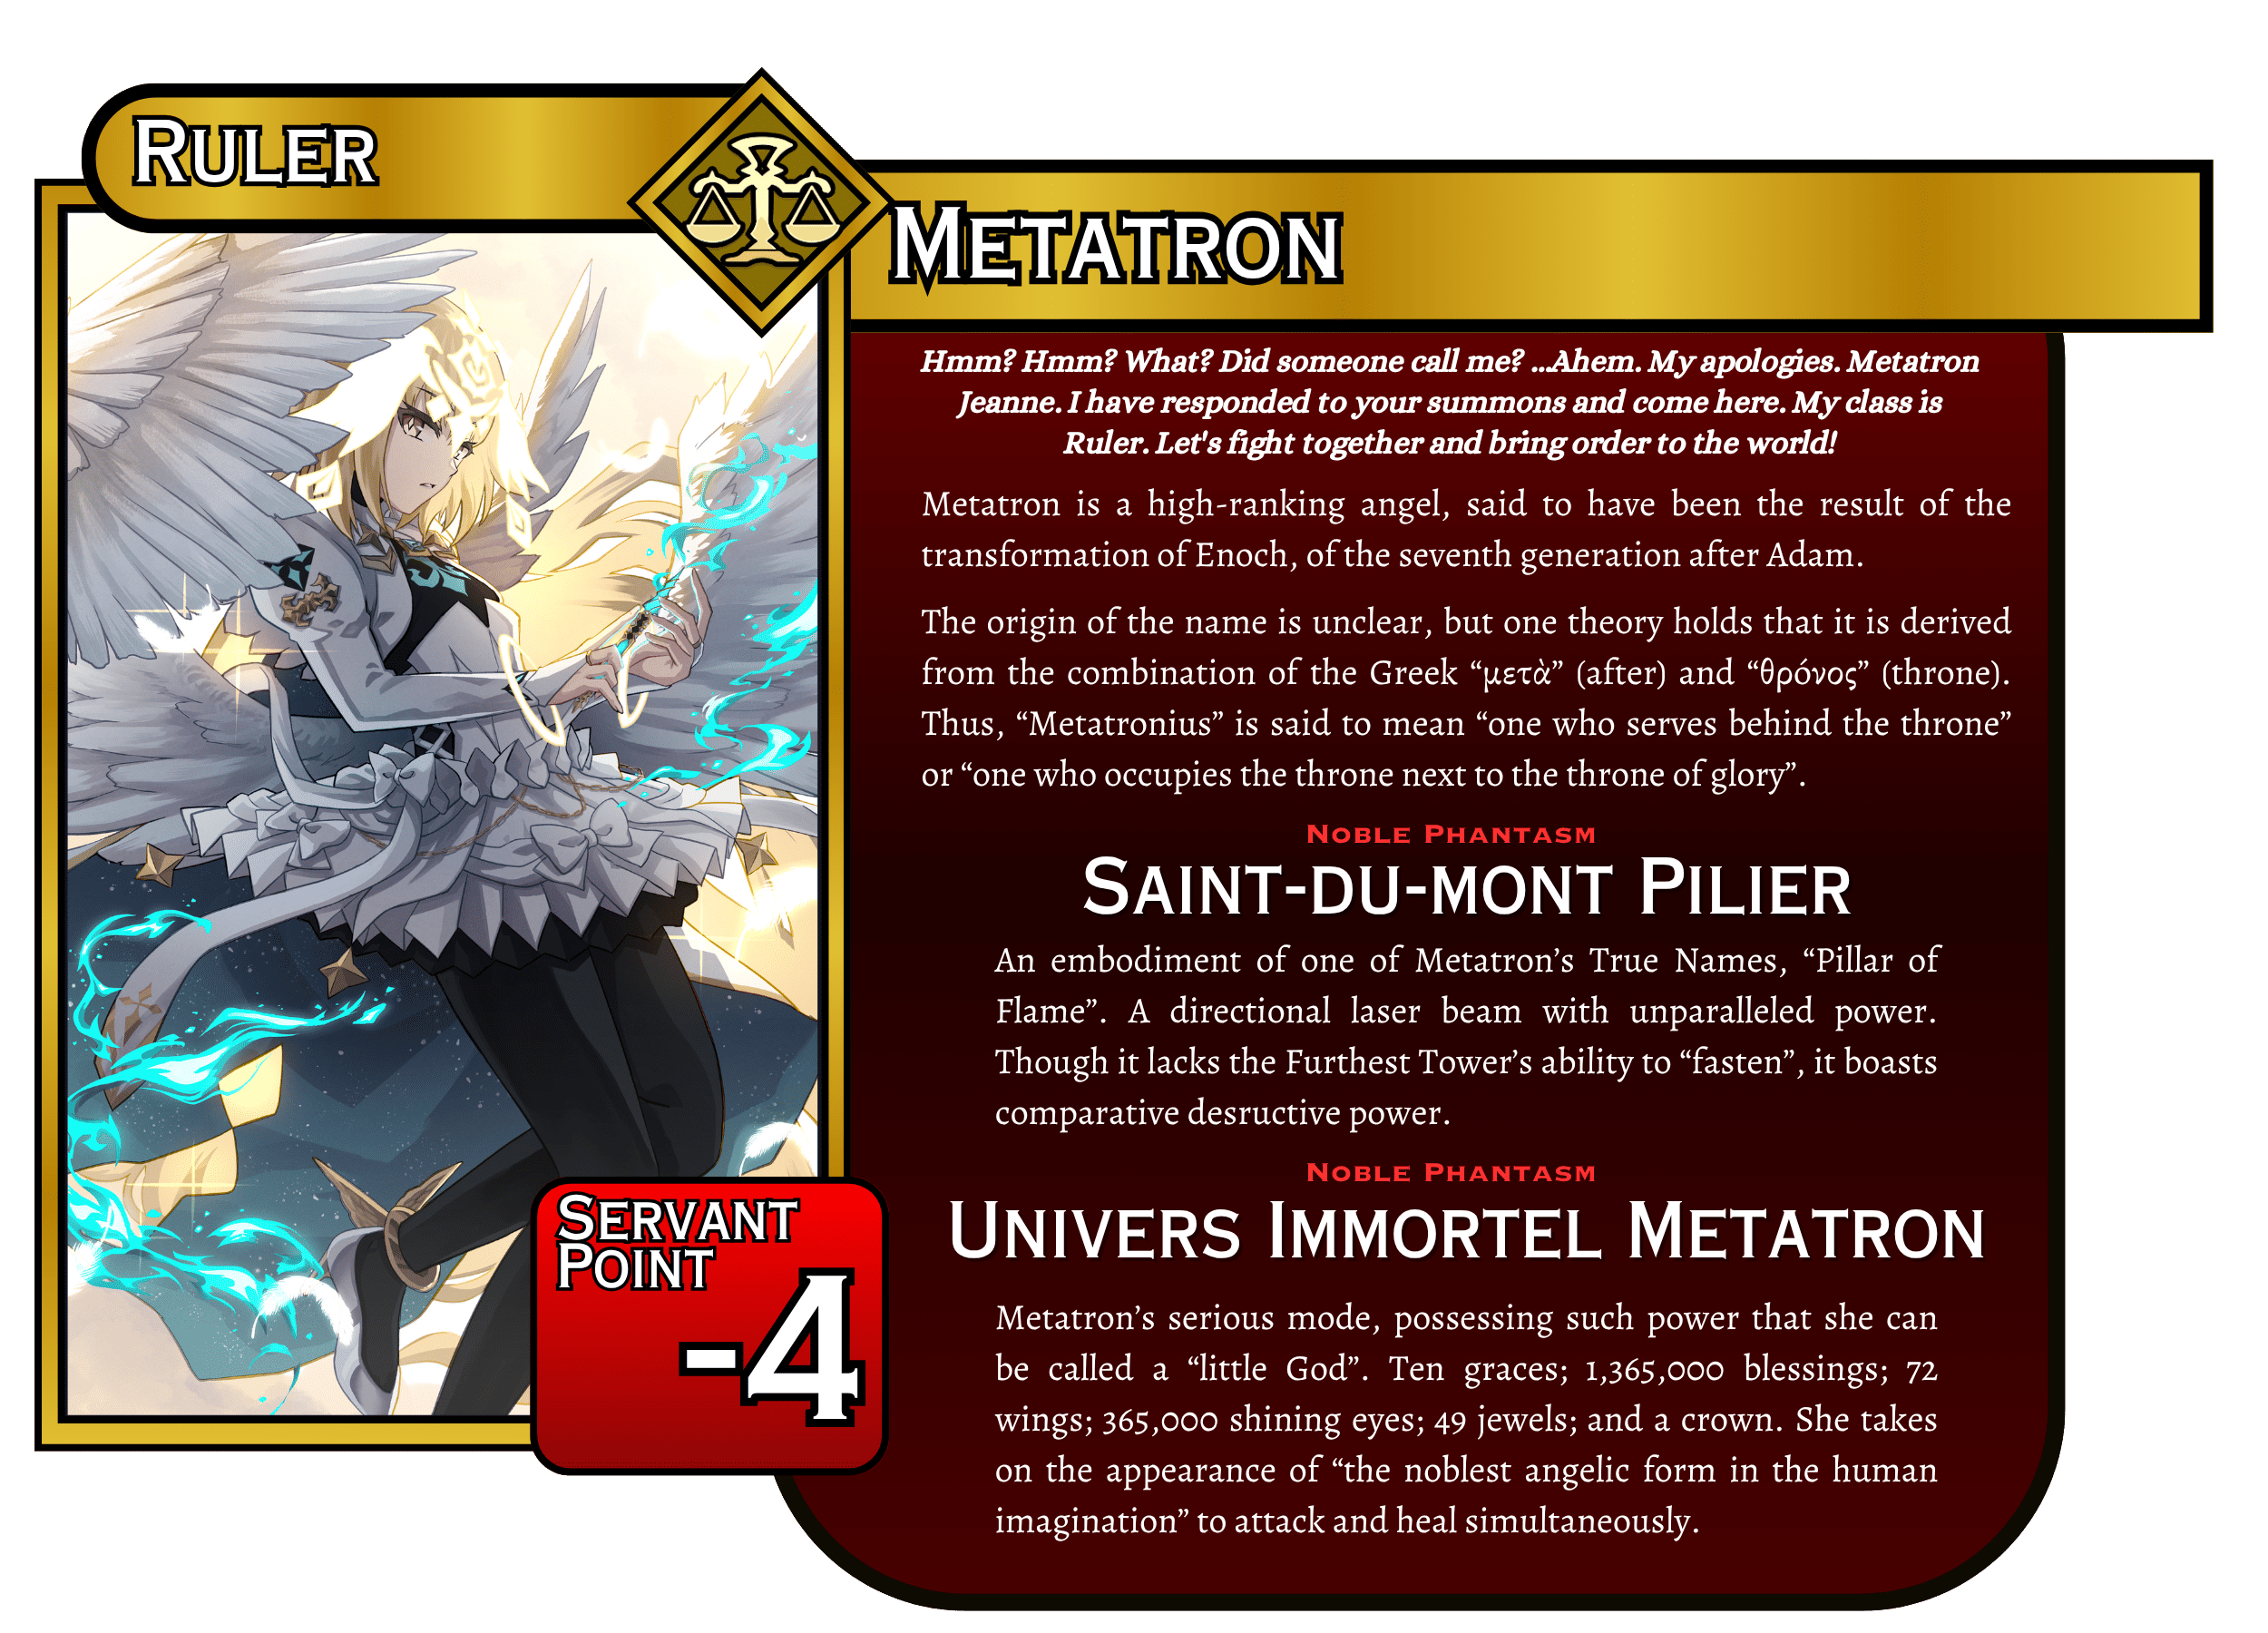 RULER
METATRON
Hmm? Hmm? What? Did someone call me? ...Ahem. My apologies. Metatron
Jeanne. I have responded to your summons and come here. My class is
Ruler. Let's fight together and bring order to the world!
Metatron is a high-ranking angel, said to have been the result of the
transformation of Enoch, of the seventh generation after Adam.
The origin of the name is unclear, but one theory holds that it is derived
from the combination of the Greek “μετὰ” (after) and “θρόνος” (throne).
Thus, “Metatronius” is said to mean “one who serves behind the throne”
or “one who occupies the throne next to the throne of glory”.
NOBLE PHANTASM
SAINT-DU-MONT PILIER
An embodiment of one of Metatron’s True Names, “Pillar of
Flame”. A directional laser beam with unparalleled power.
Though it lacks the Furthest Tower’s ability to “fasten”, it boasts
comparative desructive power.
NOBLE PHANTASM
UNIVERS IMMORTEL METATRON
Metatron’s serious mode, possessing such power that she can
be called a “little God”. Ten graces; 1,365,000 blessings; 72
wings; 365,000 shining eyes; 49 jewels; and a crown. She takes
on the appearance of “the noblest angelic form in the human
imagination” to attack and heal simultaneously.
SERVANT
POINT
-4